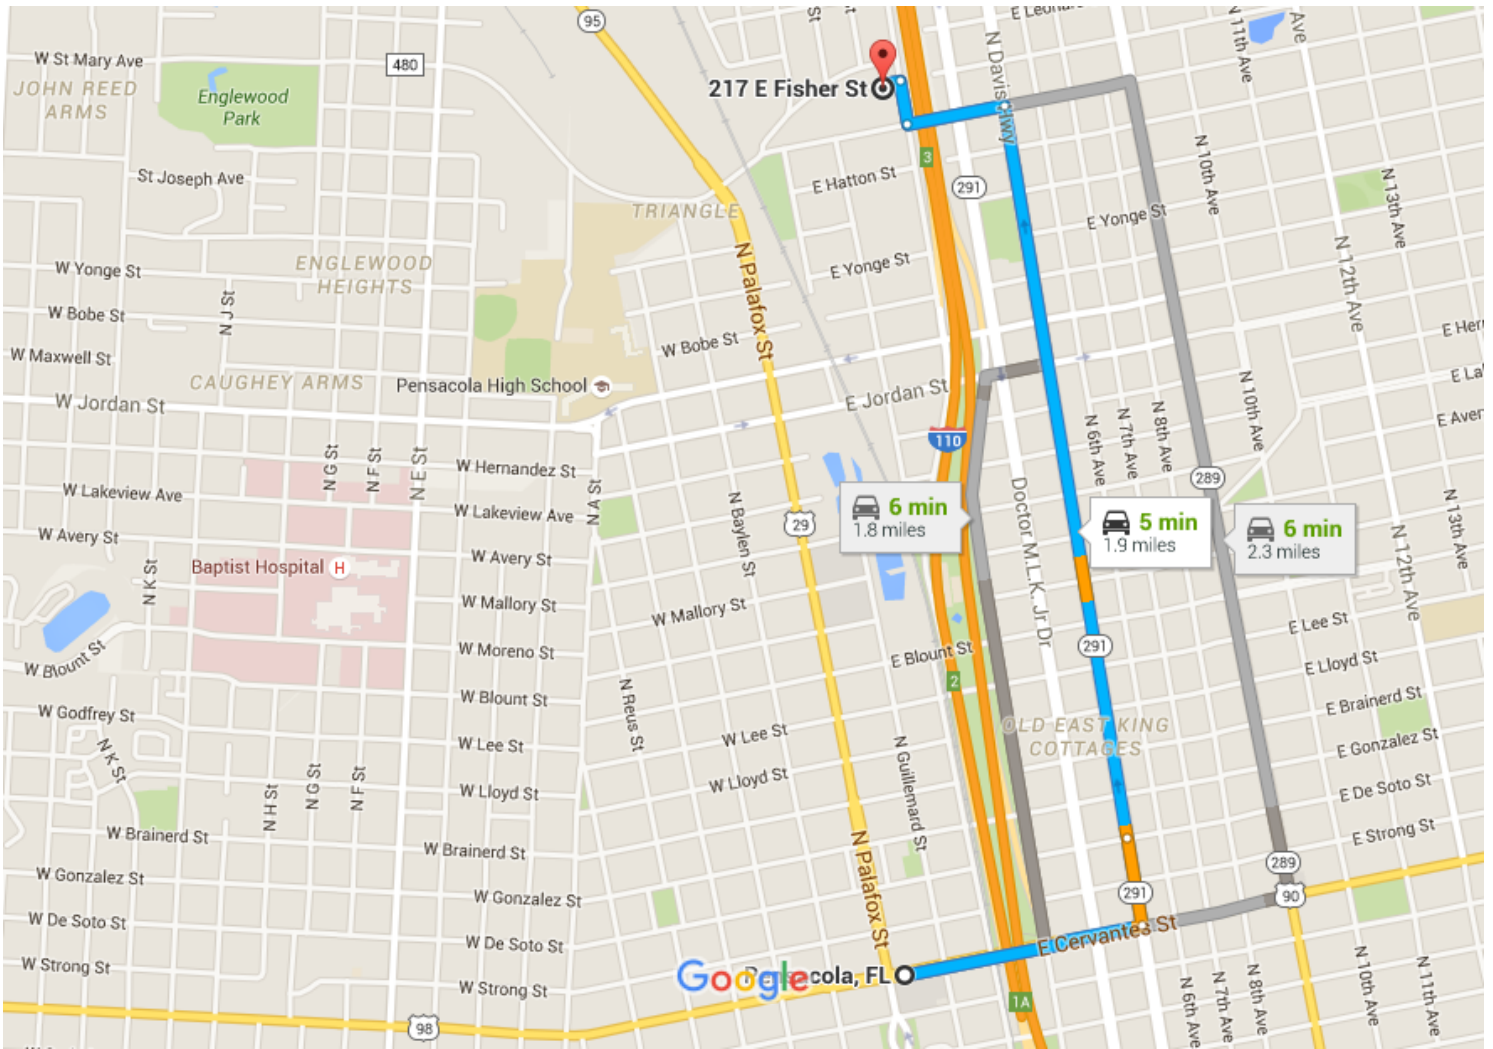 95
St
E Leonard
N 11th Ave
Ave
W St Mary Ave
480
JOHN REED
ARMS
Englewood
Park
217 E Fisher St
N Davis Hwy
3
N 10th Ave
St Joseph Ave
E Hatton St
291
N 13th Ave
TRIANGLE
E Yonge St
N Palafox St
E Yonge St
N 12th Ave
W Yonge St
ENGLEWOOD
HEIGHTS
N J St
W Bobe St
W Bobe St
W Maxwell St
CAUGHEY ARMS
Pensacola High School
E Jordan St
W Jordan St
N 10th Ave
N 6th Ave
N 7th Ave
N 8th Ave
110
N G St
N F St
N E St
W Hernandez St
289
W Lakeview Ave
N A St
W Lakeview Ave
N Baylen St
29
6 min
1.8 miles
Doctor M.L.K. Jr Dr
5 min
1.9 miles
6 min
2.3 miles
N 13th Ave
W Avery St
W Avery St
N 12th Ave
Baptist Hospital
H
N K St
W Mallory St
W Mallory St
E Lee St
W Blount St
W Moreno St
E Blount St
291
E Lloyd St
2
W Blount St
N Reus St
E Brainerd St
W Godfrey St
OLD EAST KING
COTTAGES
W Lee St
W Lee St
E Gonzalez St
N K St
N Guillemard St
W Lloyd St
W Lloyd St
E De Soto St
N H St
N G St
N F St
E Strong St
W Brainerd St
W Brainerd St
N Palafox St
289
W Gonzalez St
W Gonzalez St
291
90
W De Soto St
W De Soto St
E Cervantes St
W Strong St
Google
Pensacola, FL
W Strong St
1A
N 6th Ave
N 7th Ave
N 8th Ave
N 10th Ave
N 11th Ave
98